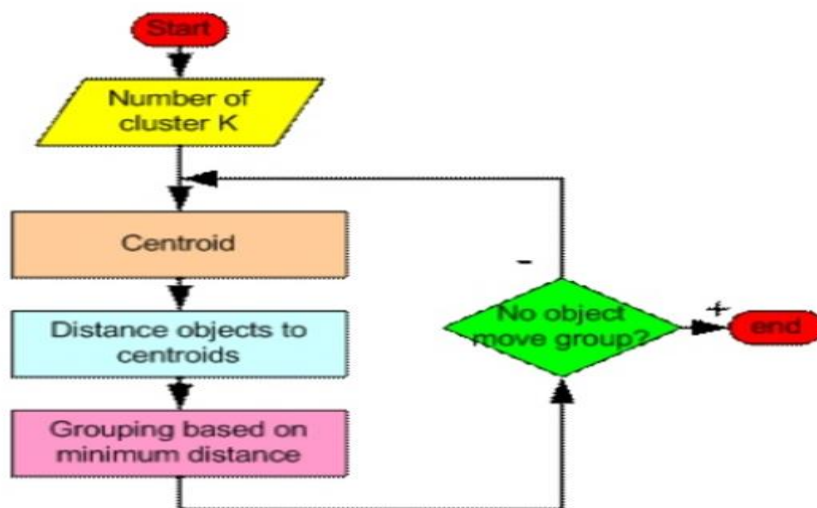 Start
Number of
cluster K
Centroid
-
No object
move group?
+
end
Distance objects to
centroids
Grouping based on
minimum distance